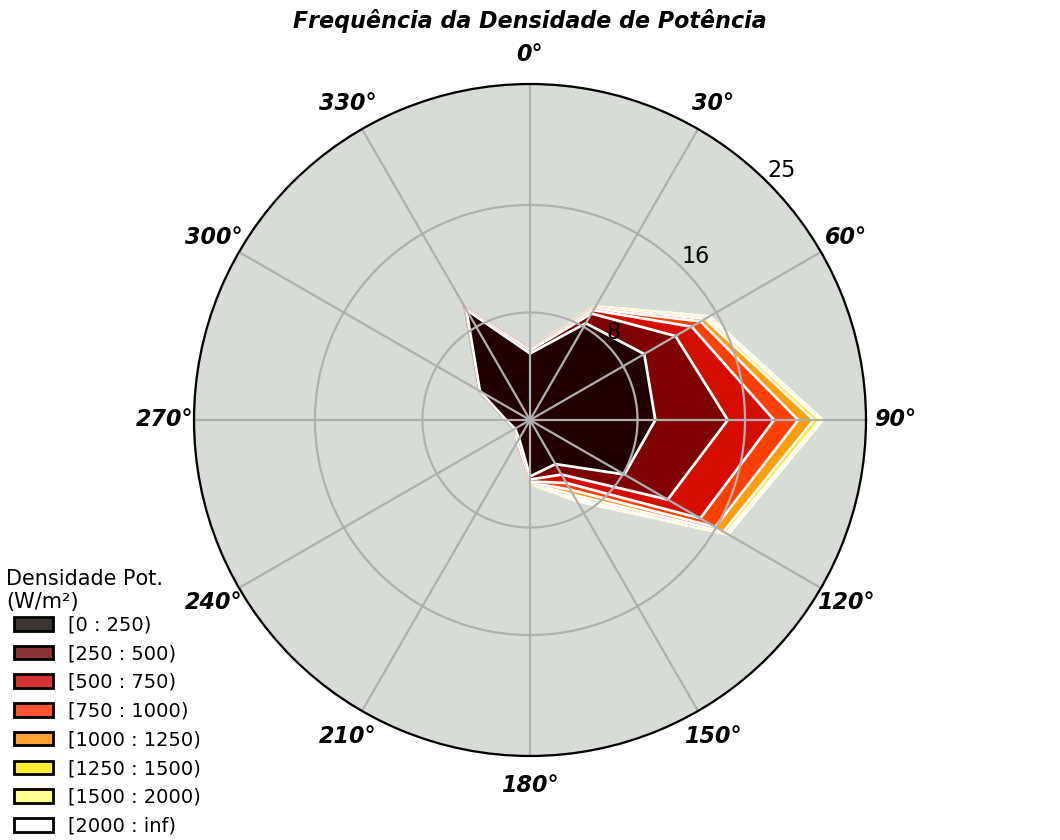 Frequência da Densidade de Potência
0°
330°
30°
25
300°
60°
16
8
270°
90°
240°
120°
210°
150°
180°
Densidade Pot.
(W/m²)
[0 : 250)
[250 : 500)
[500 : 750)
[750 : 1000)
[1000 : 1250)
[1250 : 1500)
[1500 : 2000)
[2000 : inf)